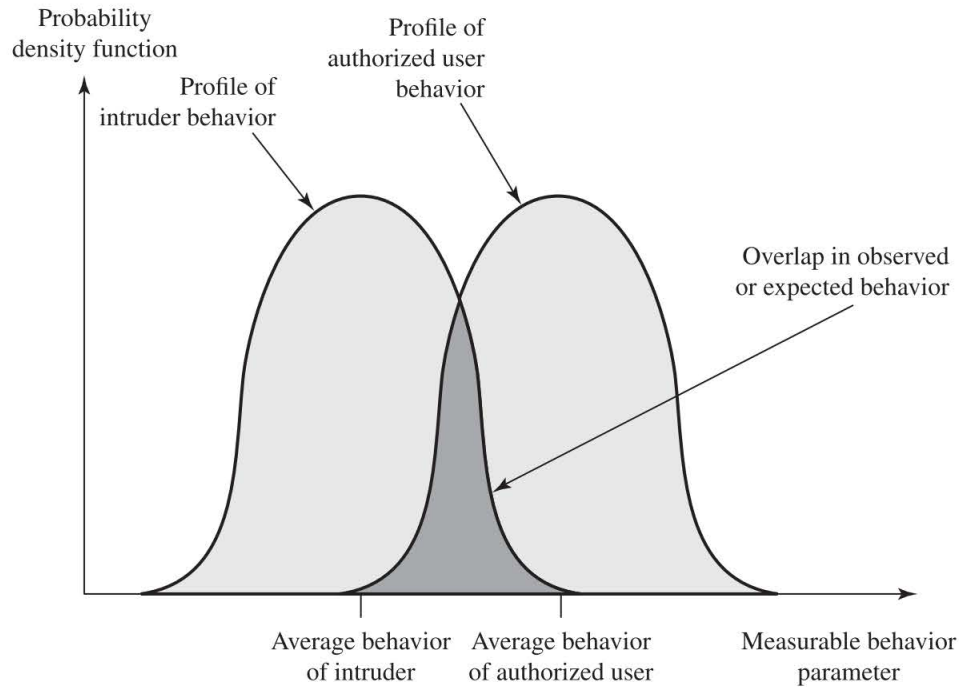 Probability
density function
Profile of
intruder behavior
Profile of
authorized user
behavior
Overlap in observed
or expected behavior
Average behavior
of intruder
Average behavior
of authorized user
Measurable behavior
parameter